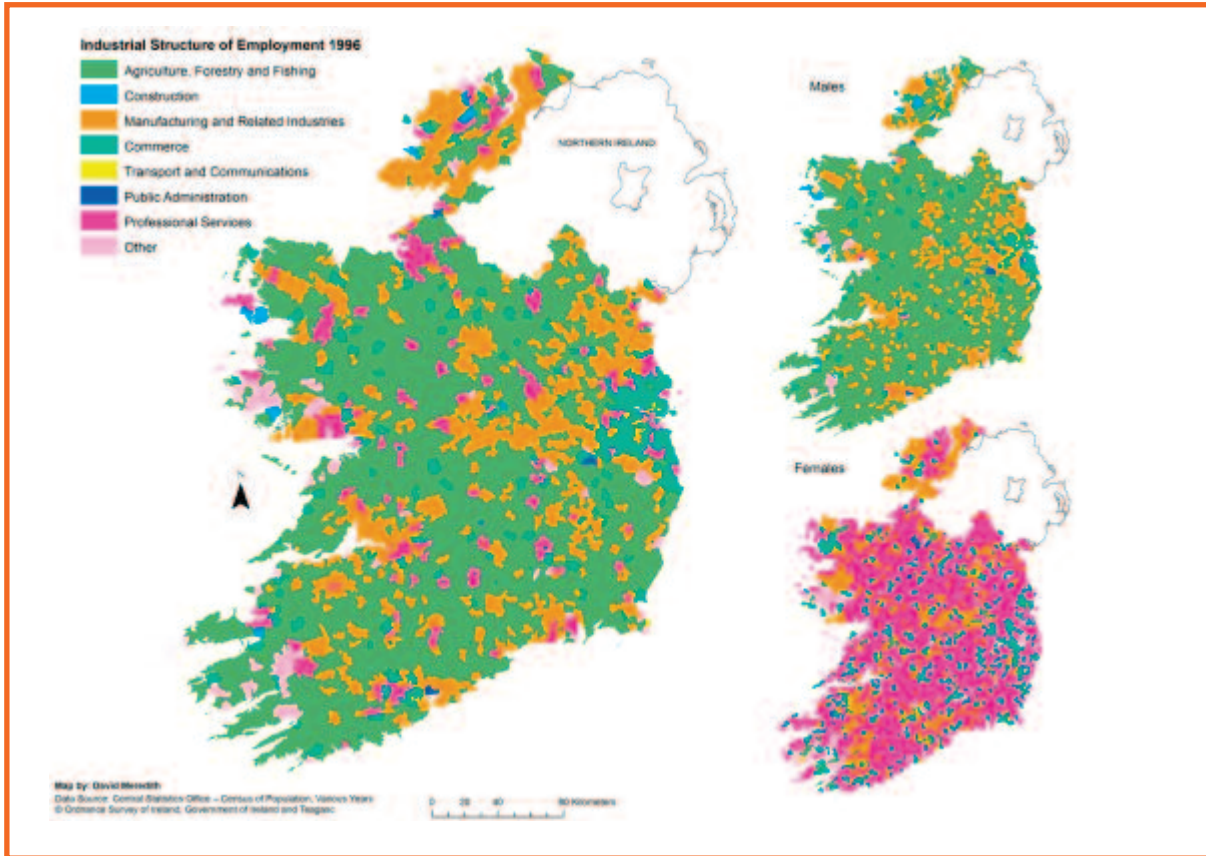 Industrial Structure of Employment 1996
Agriculture, Forestry and Fishing
Construction
Manufacturing and Related Industries
Commerce
Transport and Communications
Public Administration
Professional Services
Other
NORTHERN IRELAND
Males
Females
Map by: David Meredith
Data Source: Central Statistics Office – Census of Population, Various Years
© Ordnance Survey of Ireland, Government of Ireland and Teagasc
0 20 40 80 Kilometers